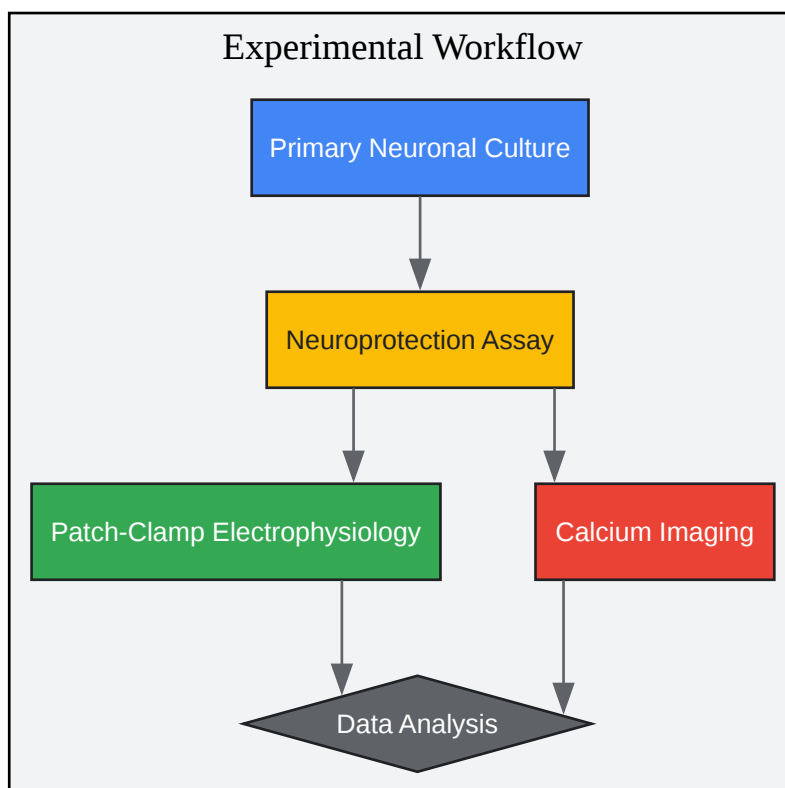 Experimental Workflow
Primary Neuronal Culture
Neuroprotection Assay
Patch-Clamp Electrophysiology
Calcium Imaging
Data Analysis